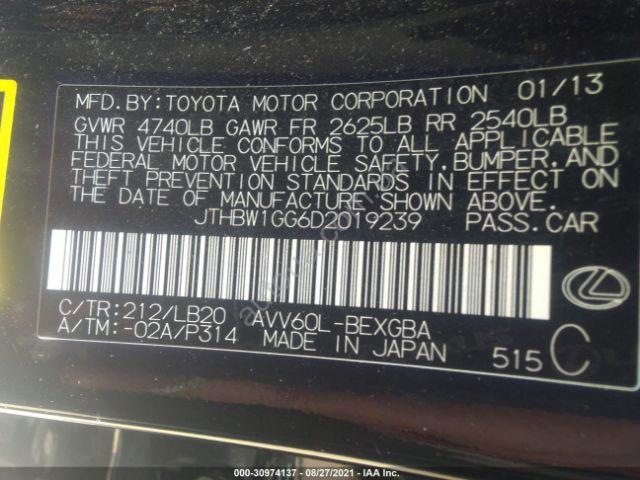 MFD.BY:TOYOTA MOTOR CORPORATION 01/13
GVWR 4740LB GAWR FR 2625LB RR 2540LB
THIS VEHICLE CONFORMS TO ALL APPLICABLE
FEDERAL MOTOR VEHICLE SAFETY,BUMPER,AND
THEFT PREVENTION STANDARDS IN EFFECT ON
THE DATE OF MANUFACTURE SHOWN ABOVE.
JTHBW1GG6D2019239 PASS.CAR
C/TR:212/LB20 AVV60L-BEXGBA
A/TM:-02A/P314 MADE IN JAPAN 515 C
000-30974137 - 08/27/2021 - IAA Inc.